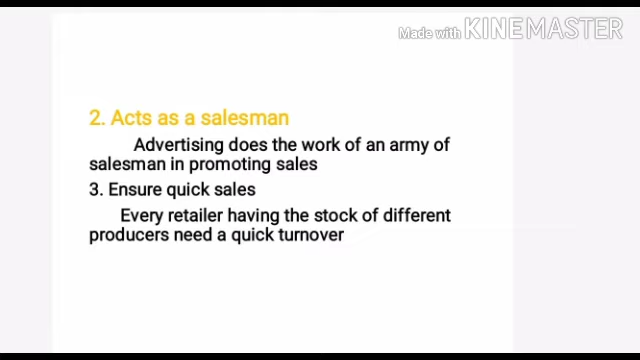 Made with KINEMASTER
2. Acts as a salesman
Advertising does the work of an army of
salesman in promoting sales
3. Ensure quick sales
Every retailer having the stock of different
producers need a quick turnover